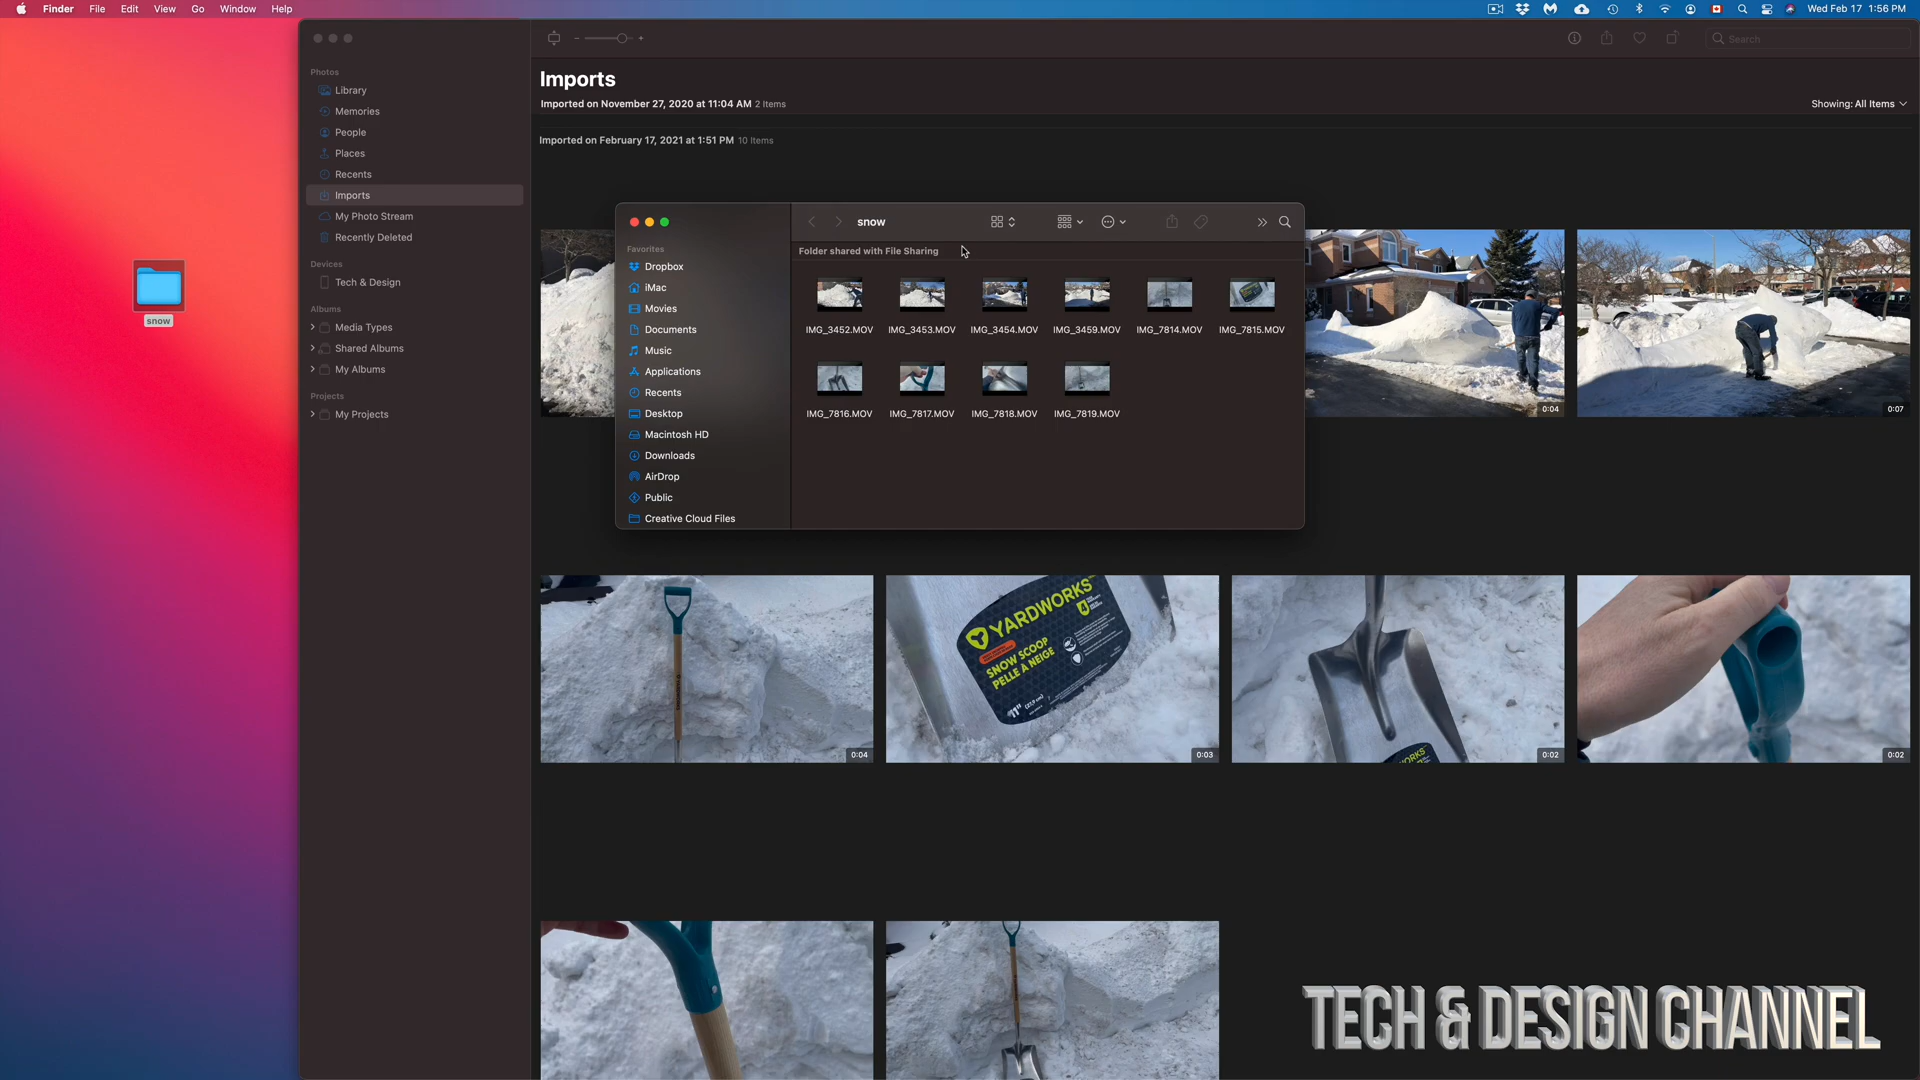 Finder File Edit View Go Window Help
Wed Feb 17 1:56 PM
Search
Photos
Library
Memories
People
Places
Recents
Imports
My Photo Stream
Recently Deleted
Devices
Tech & Design
Albums
Media Types
Shared Albums
My Albums
Projects
My Projects
snow
Imports
Imported on November 27, 2020 at 11:04 AM 2 Items
Showing: All Items
Imported on February 17, 2021 at 1:51 PM 10 Items
snow
Folder shared with File Sharing
Favorites
Dropbox
iMac
Movies
Documents
Music
Applications
Recents
Desktop
Macintosh HD
Downloads
AirDrop
Public
Creative Cloud Files
IMG_3452.MOV IMG_3453.MOV IMG_3454.MOV IMG_3459.MOV IMG_7814.MOV IMG_7815.MOV
IMG_7816.MOV IMG_7817.MOV IMG_7818.MOV IMG_7819.MOV
0:04
0:07
YARDWORKS
4
SNOW SCOOP
PELLE À NEIGE
11" (27,9 cm)
0:04
0:03
0:02
0:02
TECH & DESIGN CHANNEL